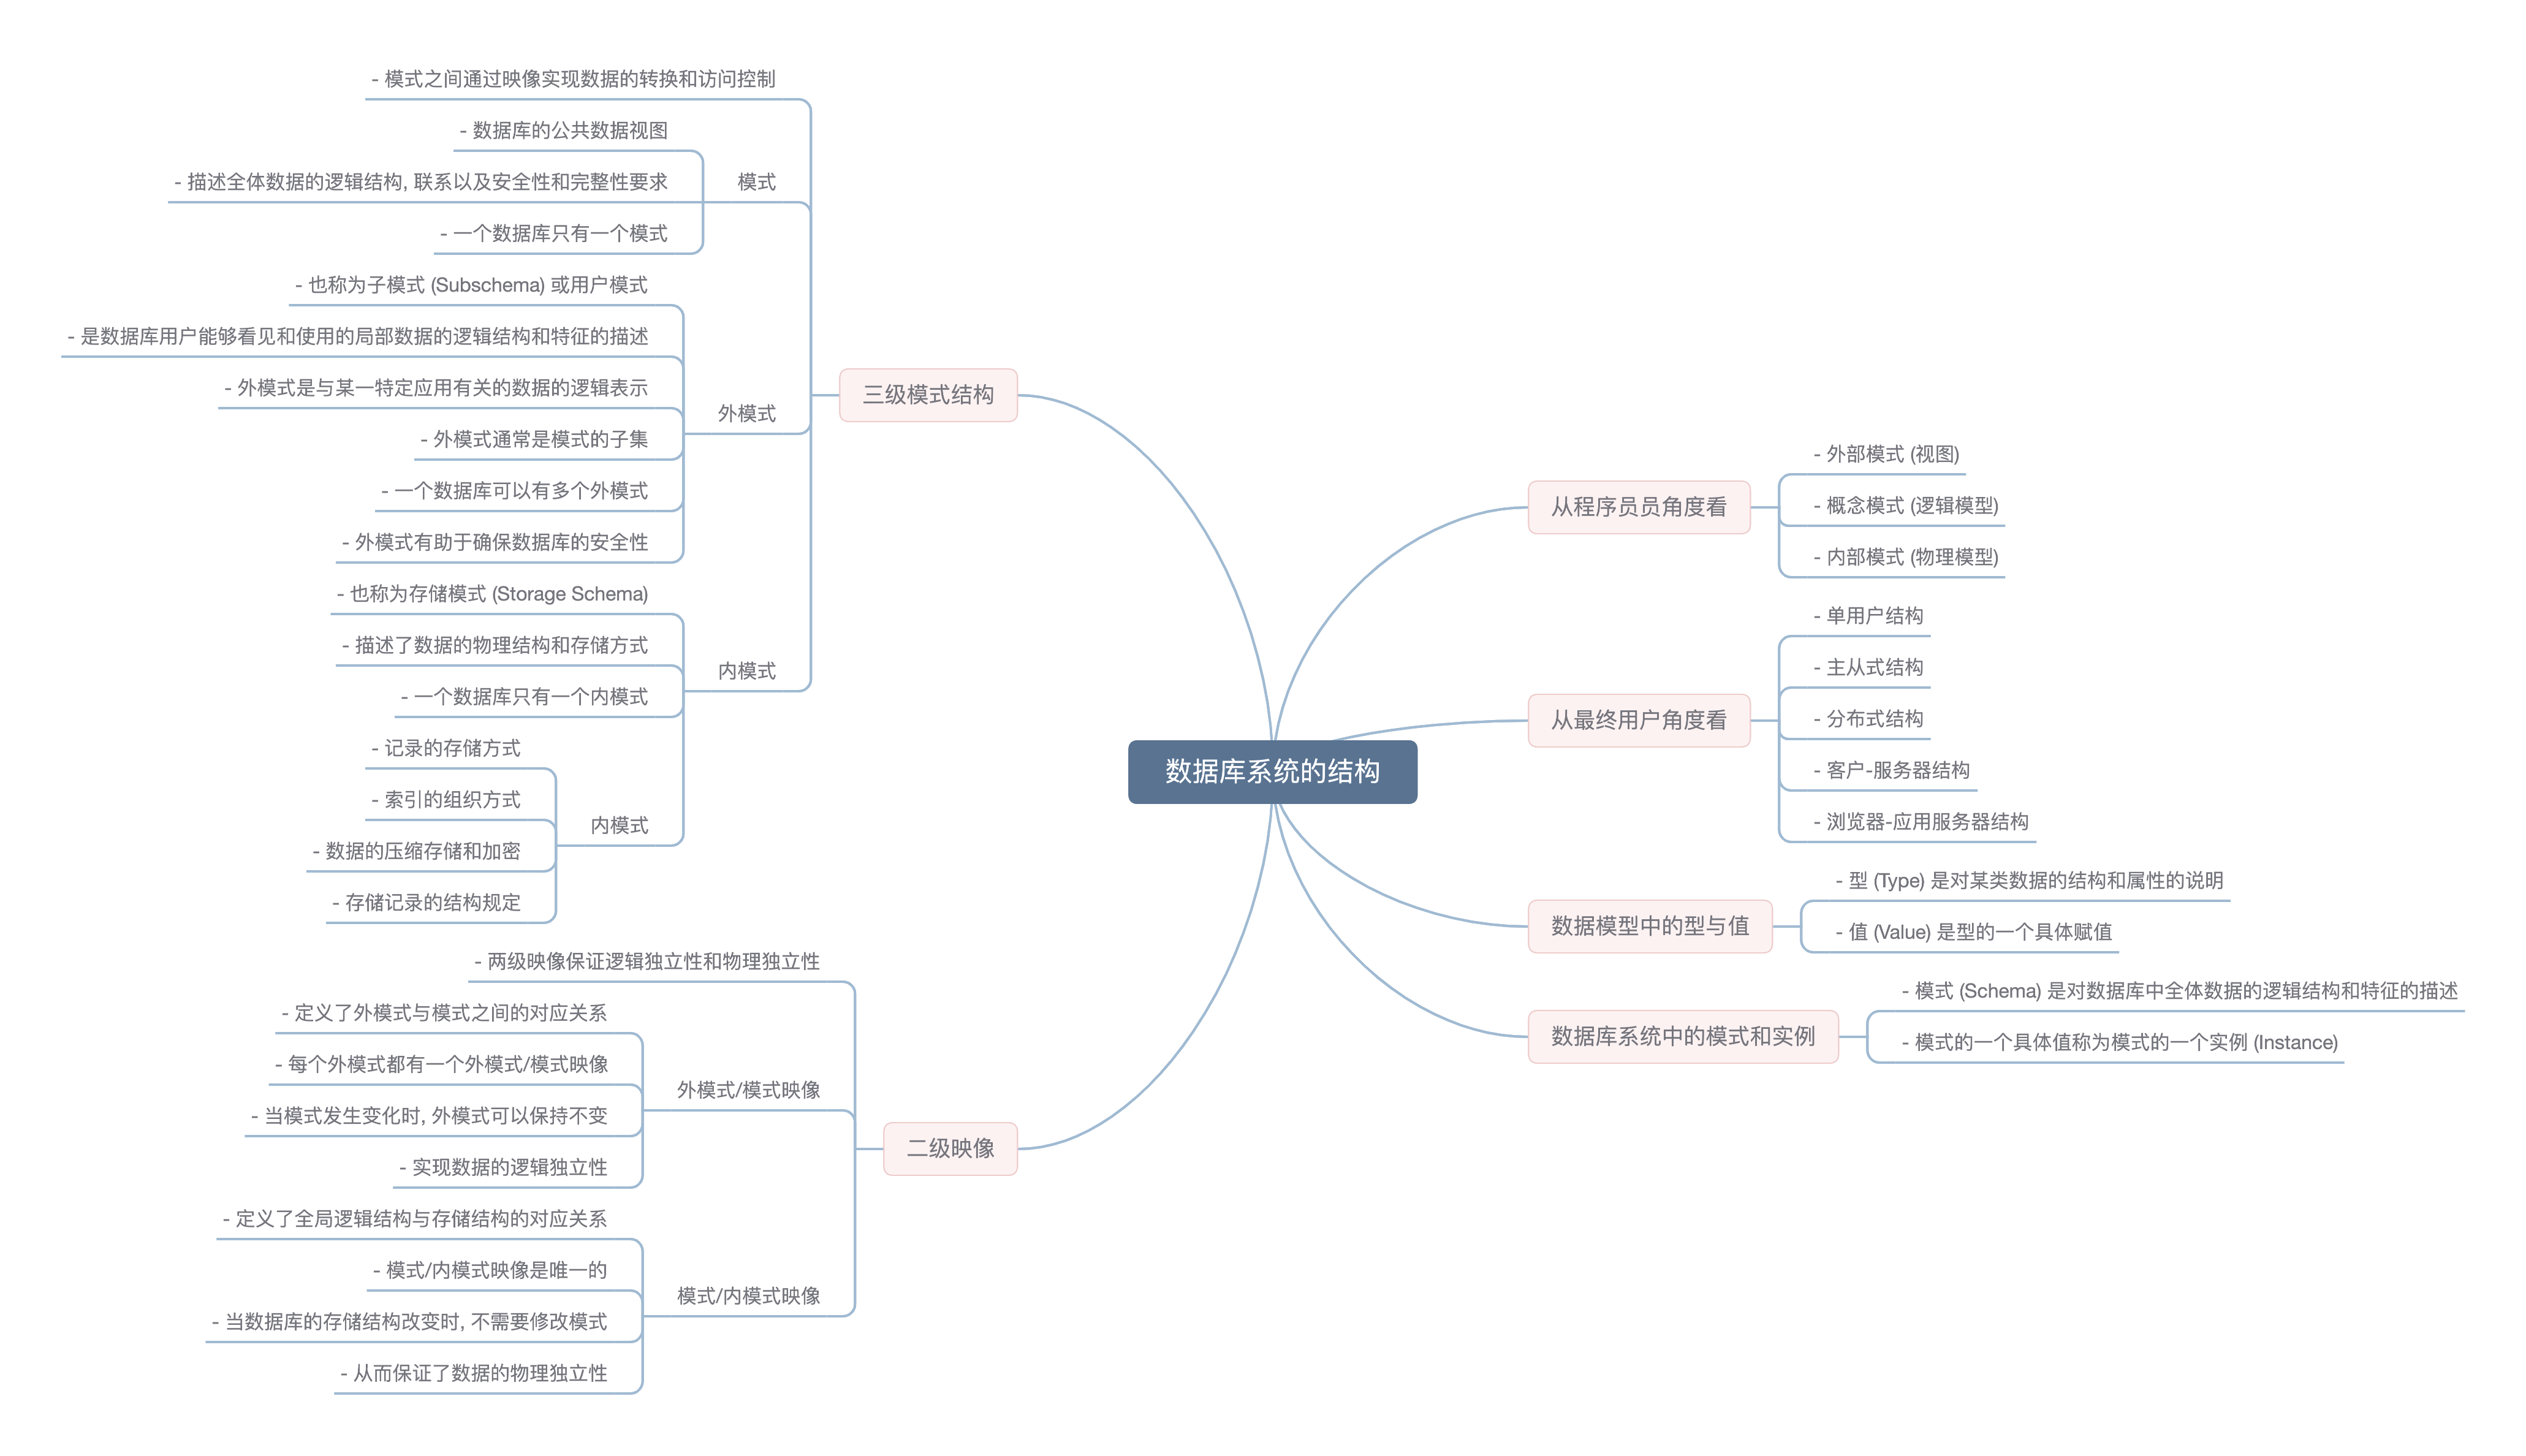 数据库系统的结构
从程序员员角度看
- 外部模式 (视图)
- 概念模式 (逻辑模型)
- 内部模式 (物理模型)
从最终用户角度看
- 单用户结构
- 主从式结构
- 分布式结构
- 客户-服务器结构
- 浏览器-应用服务器结构
数据模型中的型与值
- 型 (Type) 是对某类数据的结构和属性的说明
- 值 (Value) 是型的一个具体赋值
数据库系统中的模式和实例
- 模式 (Schema) 是对数据库中全体数据的逻辑结构和特征的描述
- 模式的一个具体值称为模式的一个实例 (Instance)
三级模式结构
- 模式之间通过映像实现数据的转换和访问控制
模式
- 数据库的公共数据视图
- 描述全体数据的逻辑结构, 联系以及安全性和完整性要求
- 一个数据库只有一个模式
外模式
- 也称为子模式 (Subschema) 或用户模式
- 是数据库用户能够看见和使用的局部数据的逻辑结构和特征的描述
- 外模式是与某一特定应用有关的数据的逻辑表示
- 外模式通常是模式的子集
- 一个数据库可以有多个外模式
- 外模式有助于确保数据库的安全性
内模式
- 也称为存储模式 (Storage Schema)
- 描述了数据的物理结构和存储方式
- 一个数据库只有一个内模式
内模式
- 记录的存储方式
- 索引的组织方式
- 数据的压缩存储和加密
- 存储记录的结构规定
二级映像
- 两级映像保证逻辑独立性和物理独立性
外模式/模式映像
- 定义了外模式与模式之间的对应关系
- 每个外模式都有一个外模式/模式映像
- 当模式发生变化时, 外模式可以保持不变
- 实现数据的逻辑独立性
模式/内模式映像
- 定义了全局逻辑结构与存储结构的对应关系
- 模式/内模式映像是唯一的
- 当数据库的存储结构改变时, 不需要修改模式
- 从而保证了数据的物理独立性